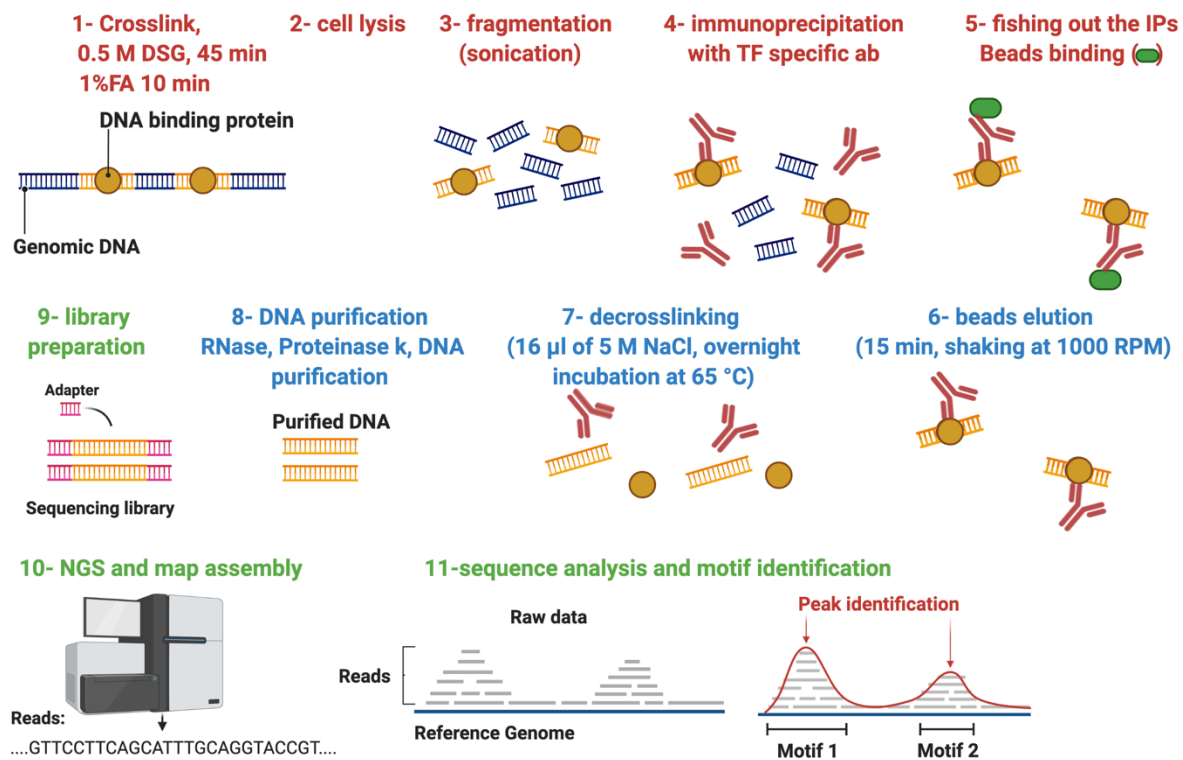 1- Crosslink,
0.5 M DSG, 45 min
1%FA 10 min
DNA binding protein
Genomic DNA
2- cell lysis
3- fragmentation
(sonication)
4- immunoprecipitation
with TF specific ab
5- fishing out the IPs
Beads binding ( )
9- library
preparation
Adapter
Sequencing library
8- DNA purification
RNase, Proteinase k, DNA
purification
Purified DNA
7- decrosslinking
(16 µl of 5 M NaCl, overnight
incubation at 65 °C)
6- beads elution
(15 min, shaking at 1000 RPM)
10- NGS and map assembly
Reads:
....GTTCCTTCAGCATTTGCAGGTACCGT....
11-sequence analysis and motif identification
Raw data
Reads
Reference Genome
Peak identification
Motif 1
Motif 2